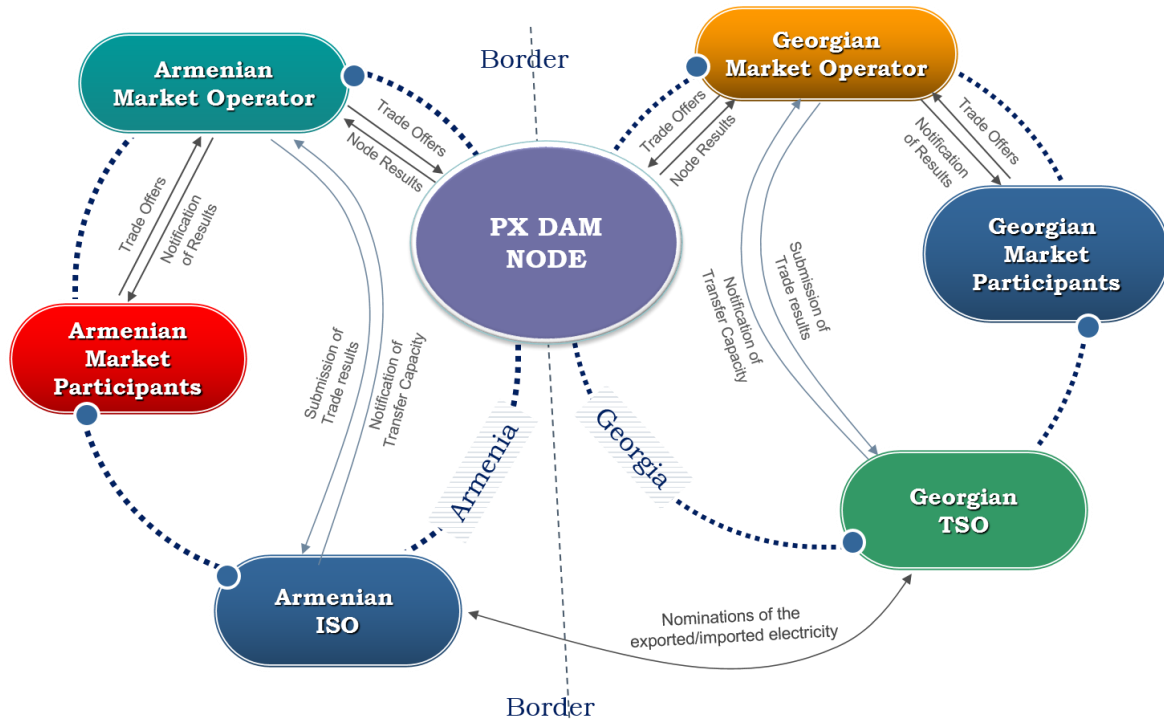 Border
Armenian
Market Operator
Georgian
Market Operator
Trade Offers
Node Results
Trade Offers
Node Results
Trade Offers
Notification
of Results
Trade Offers
Notification
of Results
PX DAM
NODE
Georgian
Market
Participants
Armenian
Market
Participants
Submission of
Trade results
Notification of
Transfer Capacity
Notification of
Transfer Capacity
Submission of
Trade results
Armenia
Georgia
Georgian
TSO
Armenian
ISO
Nominations of the
exported/imported electricity
Border